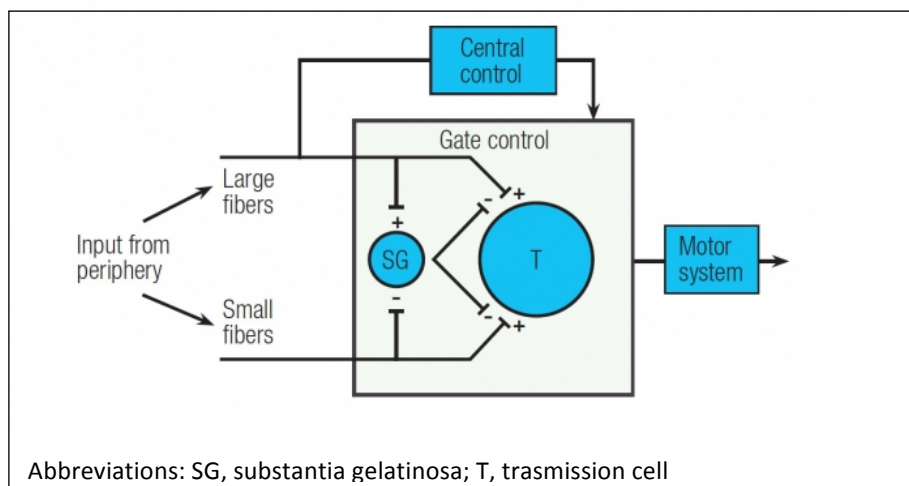 Central
control
Gate control
Large
fibers
Input from
periphery
Small
fibers
+
-
+
SG
-
-
+
T
Motor
system
Abbreviations: SG, substantia gelatinosa; T, trasmission cell